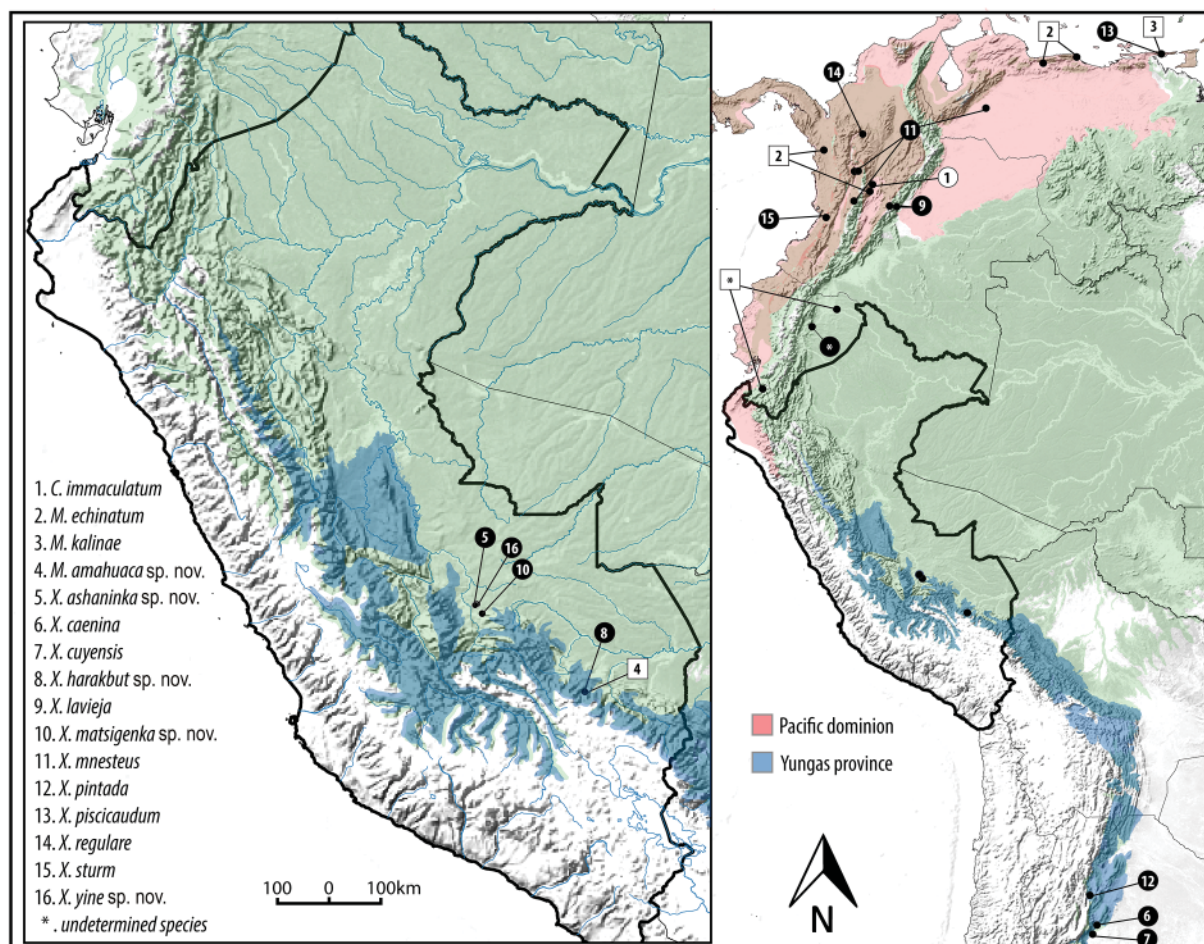 1. C. immaculatum
2. M. echinatum
3. M. kalinae
4. M. amahuaca sp. nov.
5. X. ashaninka sp. nov.
6. X. caenina
7. X. cuyensis
8. X. harakbut sp. nov.
9. X. lavieja
10. X. matsigenka sp. nov.
11. X. mnesteus
12. X. pintada
13. X. piscicaudum
14. X. regulare
15. X. sturm
16. X. yine sp. nov.
* . undetermined species
100 0 100km
5
16
10
8
4
2
13
3
14
11
2
1
15
9
*
*
Pacific dominion
Yungas province
N
12
6
7